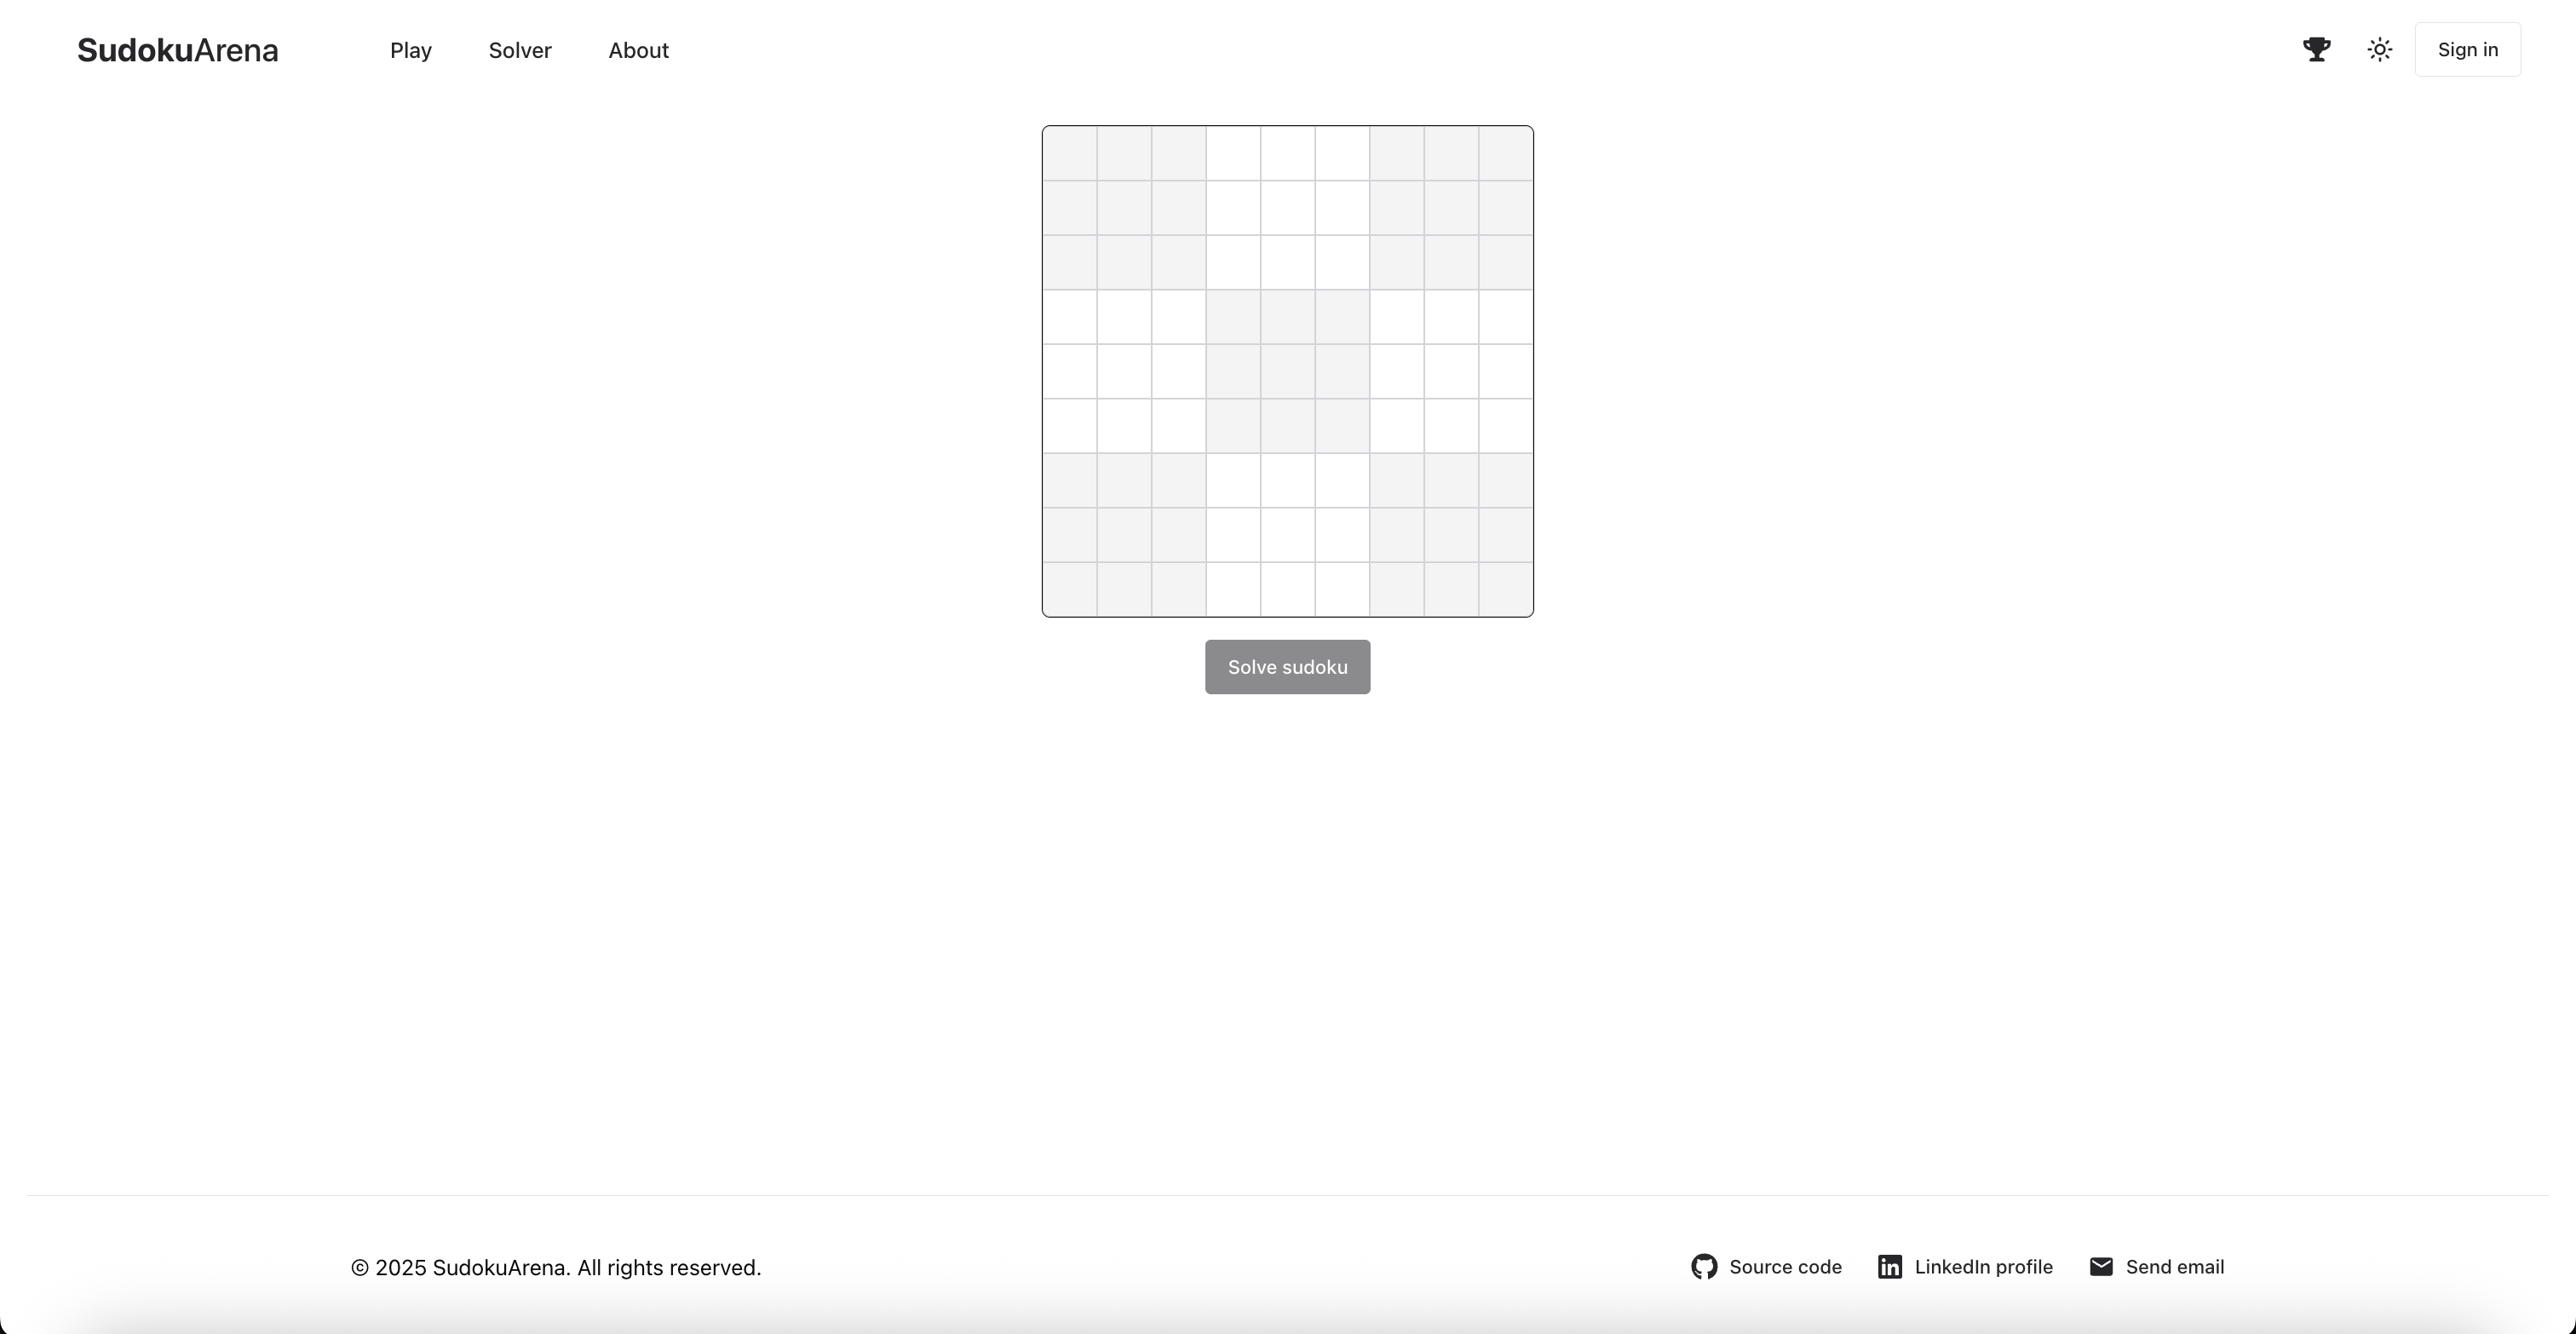 SudokuArena Play Solver About Sign in
Solve sudoku
© 2025 SudokuArena. All rights reserved. Source code LinkedIn profile Send email